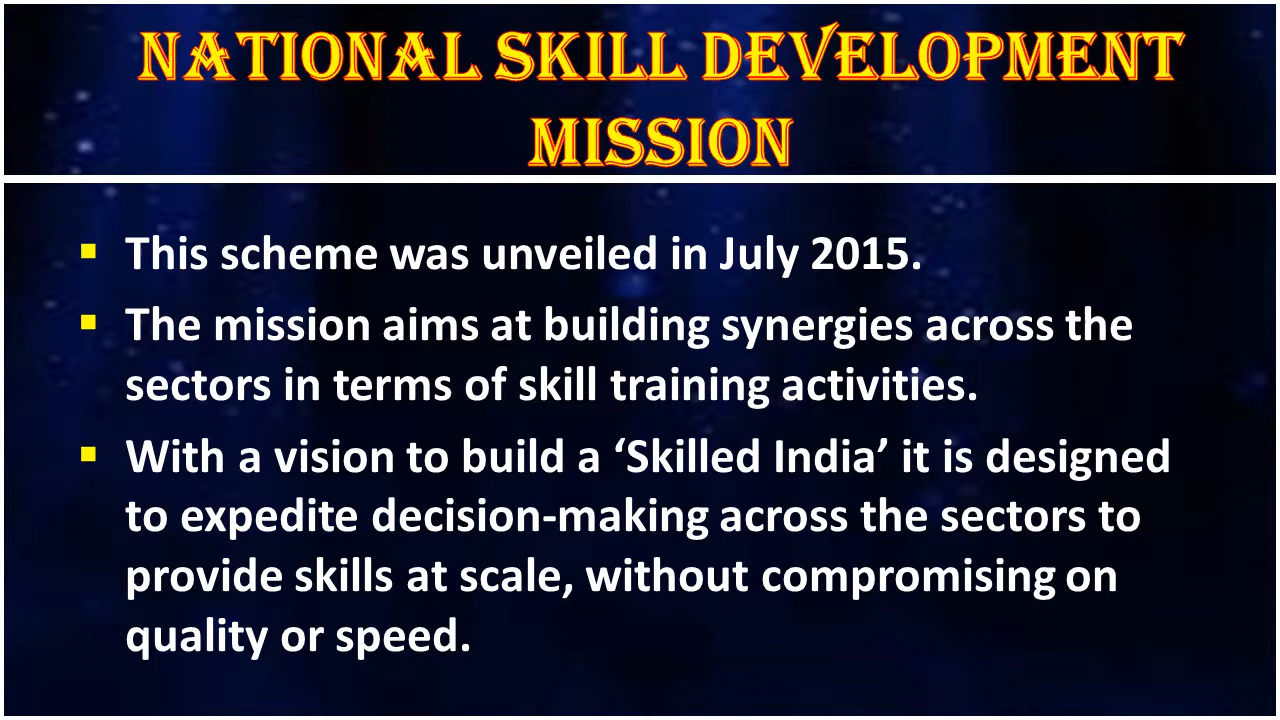 NATIONAL SKILL DEVELOPMENT
MISSION
▪ This scheme was unveiled in July 2015.
▪ The mission aims at building synergies across the
sectors in terms of skill training activities.
▪ With a vision to build a ‘Skilled India’ it is designed
to expedite decision-making across the sectors to
provide skills at scale, without compromising on
quality or speed.